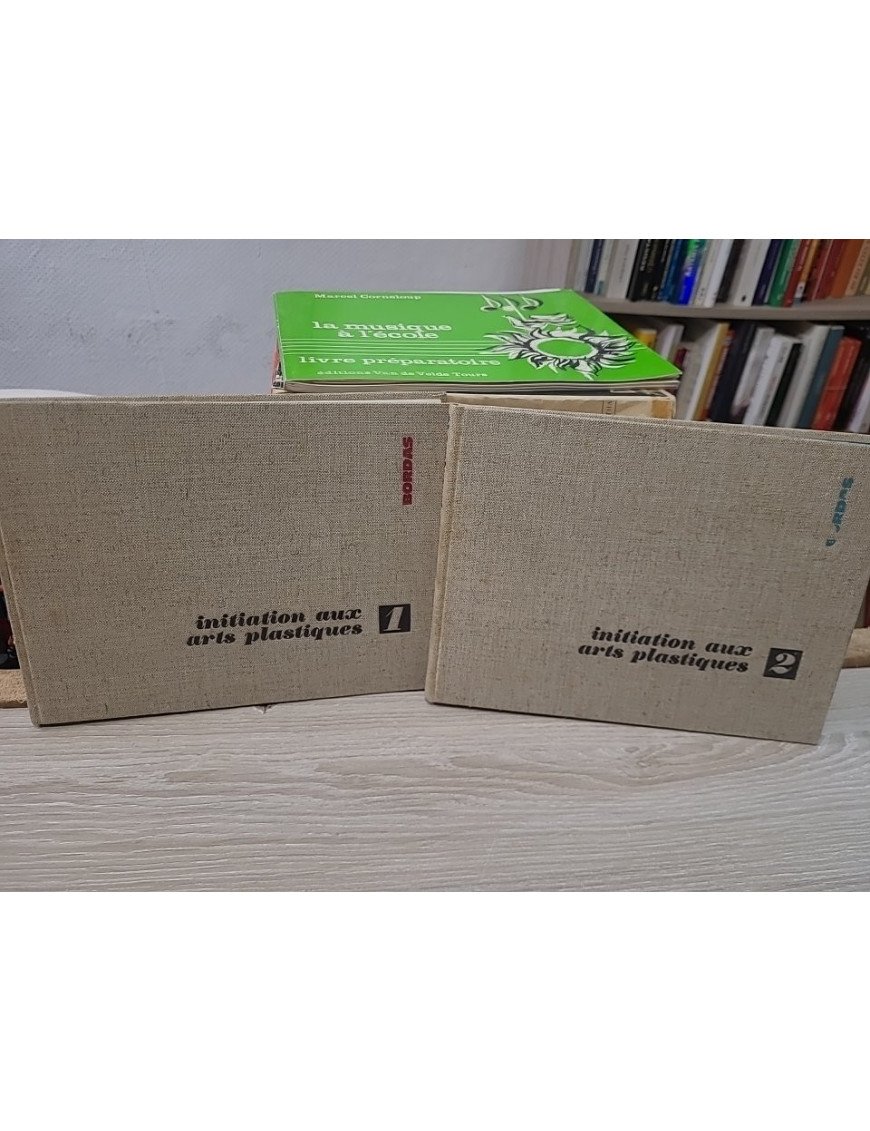 Marcel Corneloup
la musique
à l'école
livre préparatoire
éditions Van de Velde Tours
BORDAS
initiation aux
arts plastiques
1
initiation aux
arts plastiques
2